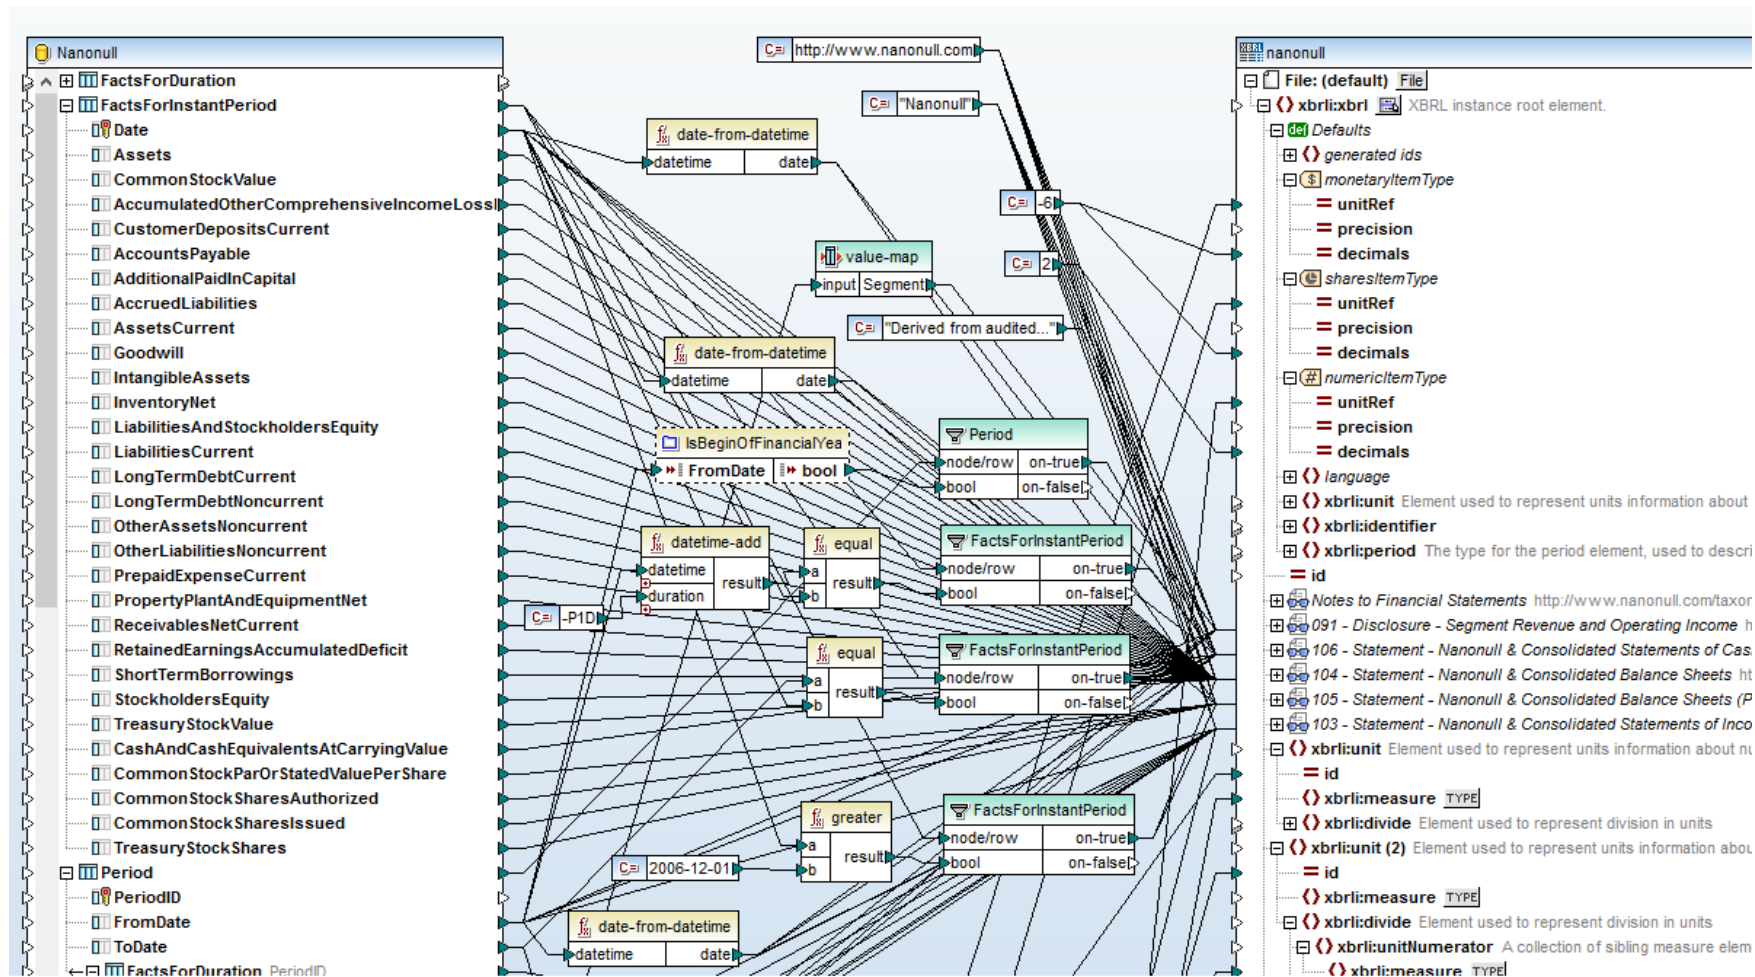 Nanonull
FactsForDuration
FactsForInstantPeriod
Date
Assets
CommonStockValue
AccumulatedOtherComprehensiveIncomeLoss
CustomerDepositsCurrent
AccountsPayable
AdditionalPaidInCapital
AccruedLiabilities
AssetsCurrent
Goodwill
IntangibleAssets
InventoryNet
LiabilitiesAndStockholdersEquity
LiabilitiesCurrent
LongTermDebtCurrent
LongTermDebtNoncurrent
OtherAssetsNoncurrent
OtherLiabilitiesNoncurrent
PrepaidExpenseCurrent
PropertyPlantAndEquipmentNet
ReceivablesNetCurrent
RetainedEarningsAccumulatedDeficit
ShortTermBorrowings
StockholdersEquity
TreasuryStockValue
CashAndCashEquivalentsAtCarryingValue
CommonStockParOrStatedValuePerShare
CommonStockSharesAuthorized
CommonStockSharesIssued
TreasuryStockShares
Period
PeriodID
FromDate
ToDate
FactsForDuration PeriodID
C= http://www.nanonull.com
C= "Nanonull"
date-from-datetime
datetime date
C= -6
C= 2
value-map
input Segment
C= "Derived from audited..."
date-from-datetime
datetime date
IsBeginOfFinancialYea
FromDate bool
Period
node/row on-true
bool on-false
datetime-add
datetime
duration
result
C= -P1D
equal
a
b
result
FactsForInstantPeriod
node/row on-true
bool on-false
equal
a
b
result
FactsForInstantPeriod
node/row on-true
bool on-false
greater
a
b
result
C= 2006-12-01
FactsForInstantPeriod
node/row on-true
bool on-false
date-from-datetime
datetime date
XBRL nanonull
File: (default) File
xbrli:xbrl XBRL instance root element.
def Defaults
generated ids
$ monetaryItemType
= unitRef
= precision
= decimals
sharesItemType
= unitRef
= precision
= decimals
# numericItemType
= unitRef
= precision
= decimals
language
xbrli:unit Element used to represent units information about
xbrli:identifier
xbrli:period The type for the period element, used to descri
= id
Notes to Financial Statements http://www.nanonull.com/taxor
091 - Disclosure - Segment Revenue and Operating Income h
106 - Statement - Nanonull & Consolidated Statements of Cas
104 - Statement - Nanonull & Consolidated Balance Sheets ht
105 - Statement - Nanonull & Consolidated Balance Sheets (P
103 - Statement - Nanonull & Consolidated Statements of Inco
xbrli:unit Element used to represent units information about nu
= id
xbrli:measure TYPE
xbrli:divide Element used to represent division in units
xbrli:unit (2) Element used to represent units information abou
= id
xbrli:measure TYPE
xbrli:divide Element used to represent division in units
xbrli:unitNumerator A collection of sibling measure elem
xbrli:measure TYPE